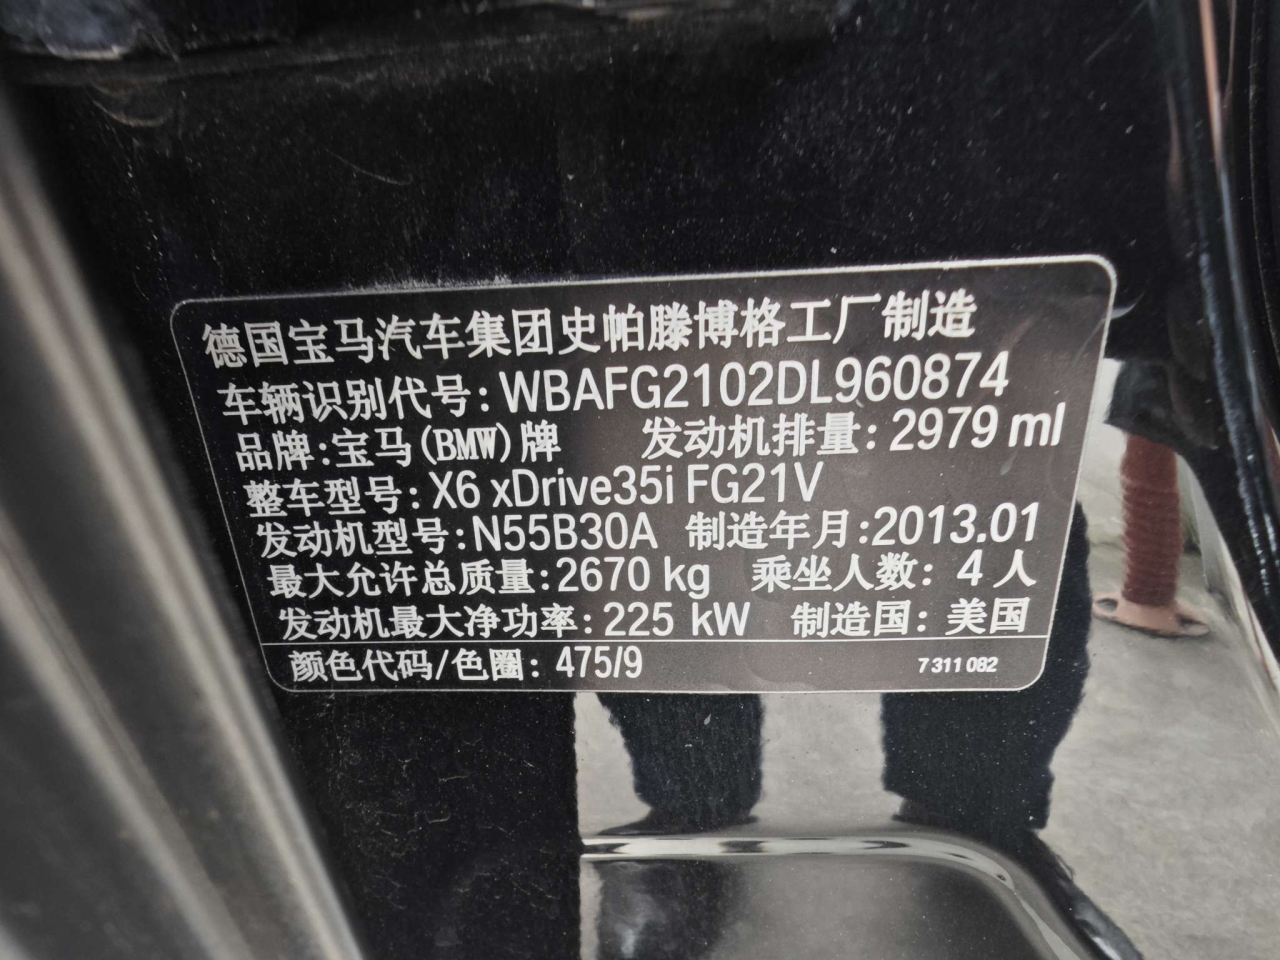 德国宝马汽车集团史帕滕博格工厂制造
车辆识别代号: WBAFG2102DL960874
品牌: 宝马(BMW)牌 发动机排量: 2979 ml
整车型号: X6 xDrive35i FG21V
发动机型号: N55B30A 制造年月: 2013.01
最大允许总质量: 2670 kg 乘坐人数: 4 人
发动机最大净功率: 225 kW 制造国: 美国
颜色代码/色圈: 475/9 7 311 082